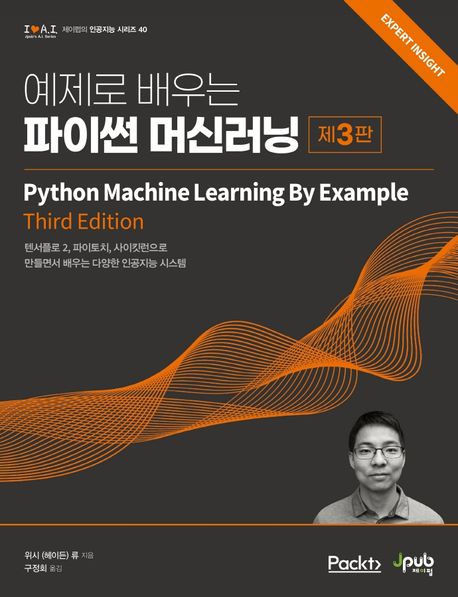 I A.I.
Jpub's A.I. Series
제이펍의 인공지능 시리즈 40
EXPERT INSIGHT
예제로 배우는
파이썬 머신러닝 제3판
Python Machine Learning By Example
Third Edition
텐서플로 2, 파이토치, 사이킷런으로
만들면서 배우는 다양한 인공지능 시스템
위시 (헤이든) 류 지음
구정회 옮김
Packt>
Jpub
제이펍